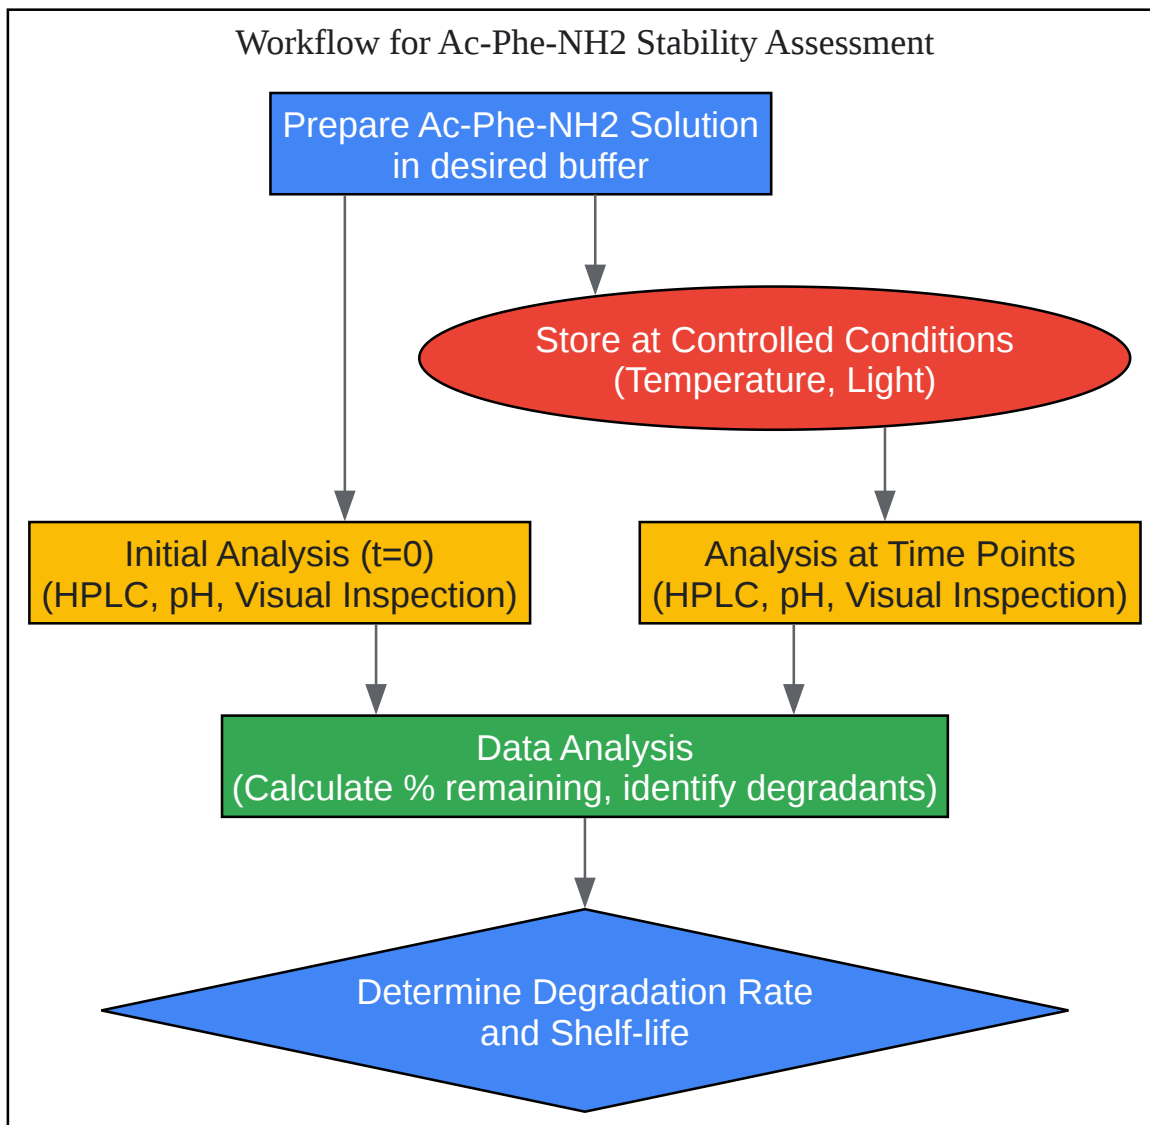 Workflow for Ac-Phe-NH2 Stability Assessment
Prepare Ac-Phe-NH2 Solution
in desired buffer
Store at Controlled Conditions
(Temperature, Light)
Initial Analysis (t=0)
(HPLC, pH, Visual Inspection)
Analysis at Time Points
(HPLC, pH, Visual Inspection)
Data Analysis
(Calculate % remaining, identify degradants)
Determine Degradation Rate
and Shelf-life